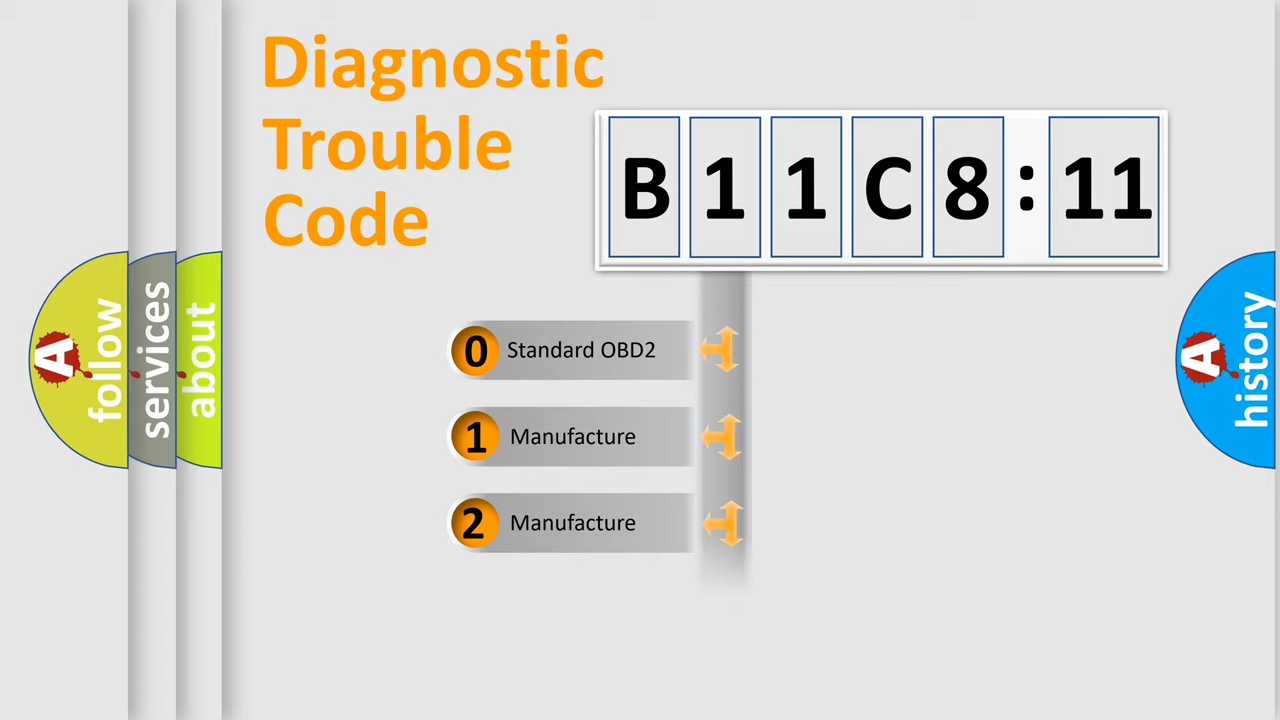 Diagnostic
Trouble
Code
B 1 1 C 8 : 11
0 Standard OBD2
1 Manufacture
2 Manufacture
A follow
services
about
A history